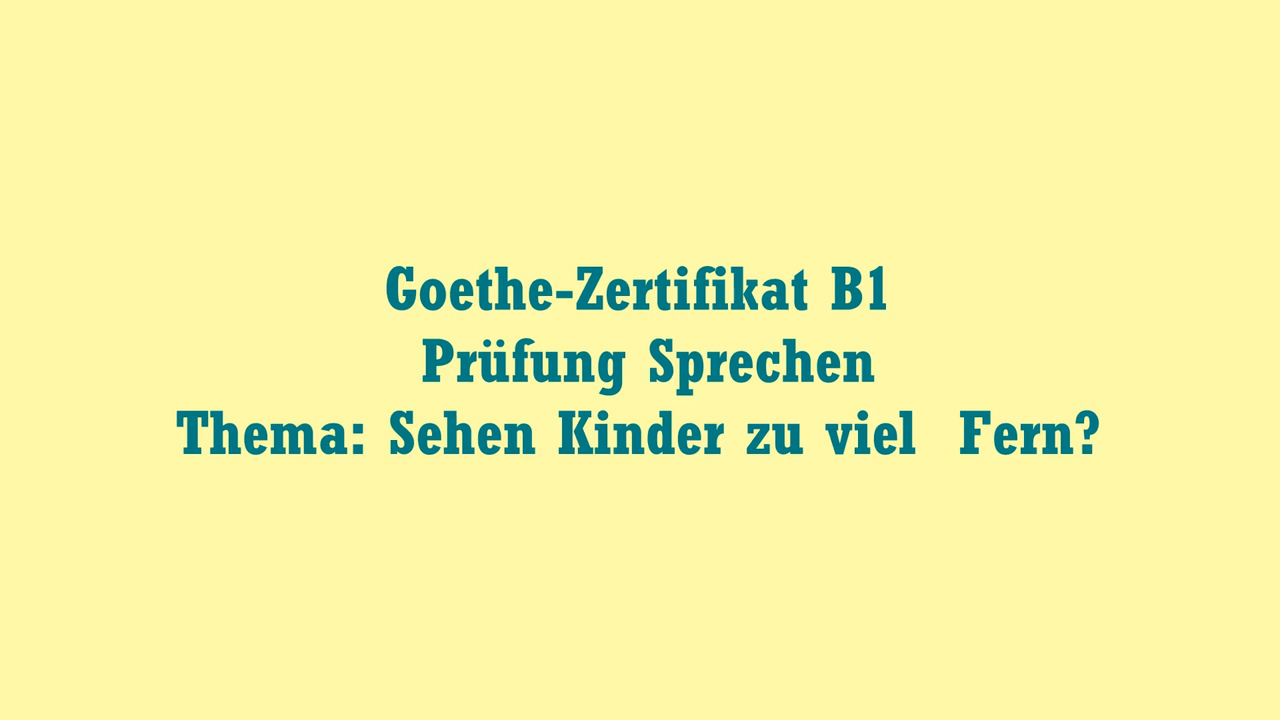 Goethe-Zertifikat B1
Prüfung Sprechen
Thema: Sehen Kinder zu viel  Fern?